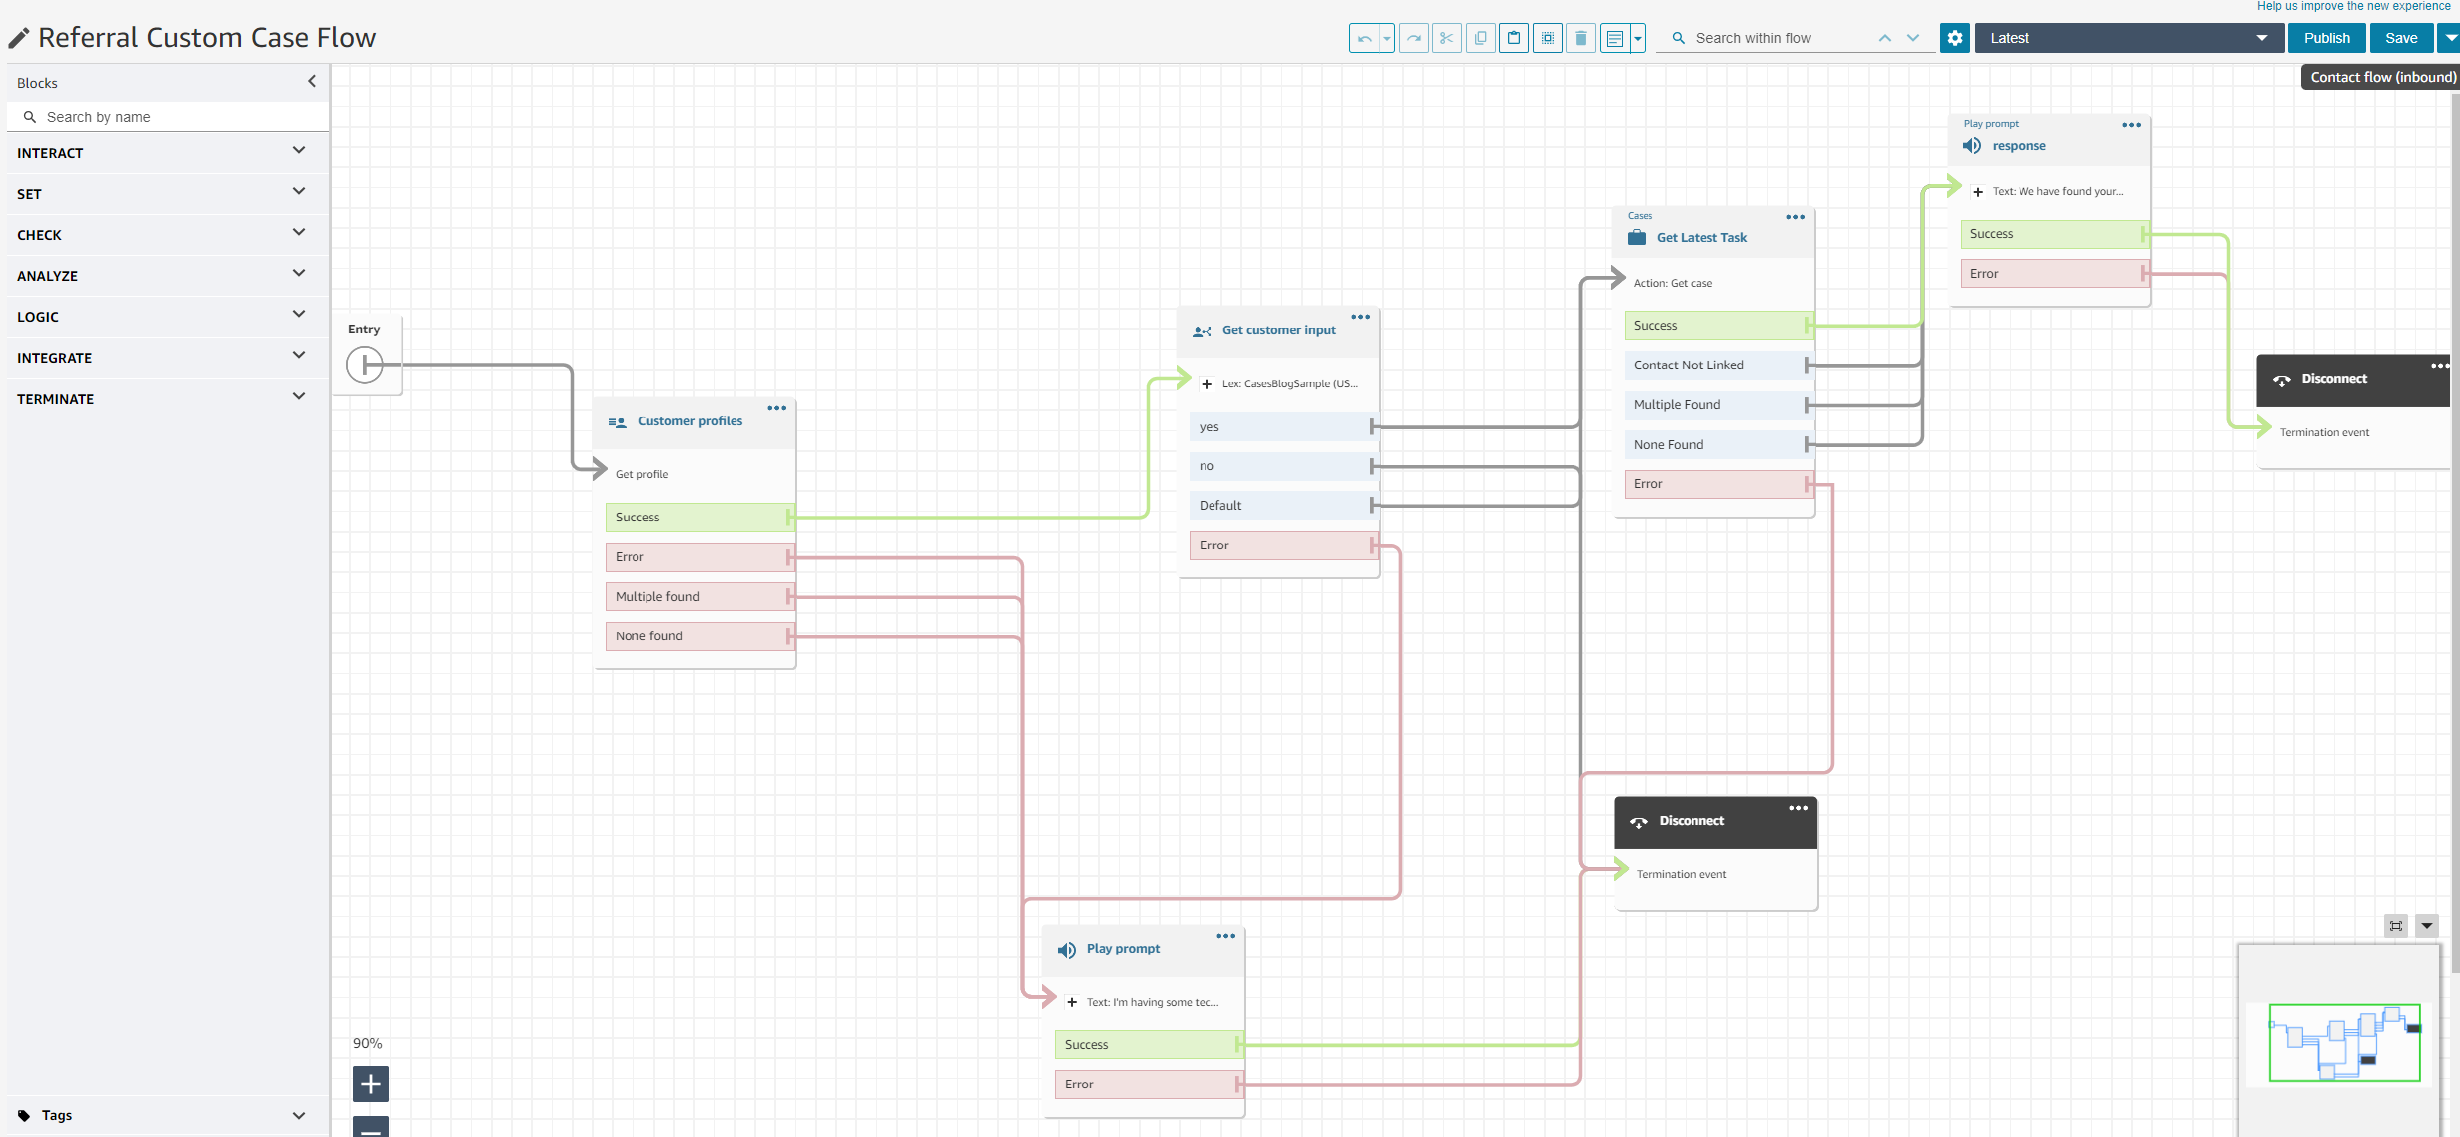 Help us improve the new experience
Referral Custom Case Flow
Search within flow
Latest
Publish
Save
Contact flow (inbound)
Blocks
Search by name
INTERACT
SET
CHECK
ANALYZE
LOGIC
INTEGRATE
TERMINATE
Tags
Entry
Customer profiles
Get profile
Success
Error
Multiple found
None found
Get customer input
Lex: CasesBlogSample (US...
yes
no
Default
Error
Cases
Get Latest Task
Action: Get case
Success
Contact Not Linked
Multiple Found
None Found
Error
Play prompt
response
Text: We have found your...
Success
Error
Disconnect
Termination event
Disconnect
Termination event
Play prompt
Text: I'm having some tec...
Success
Error
90%